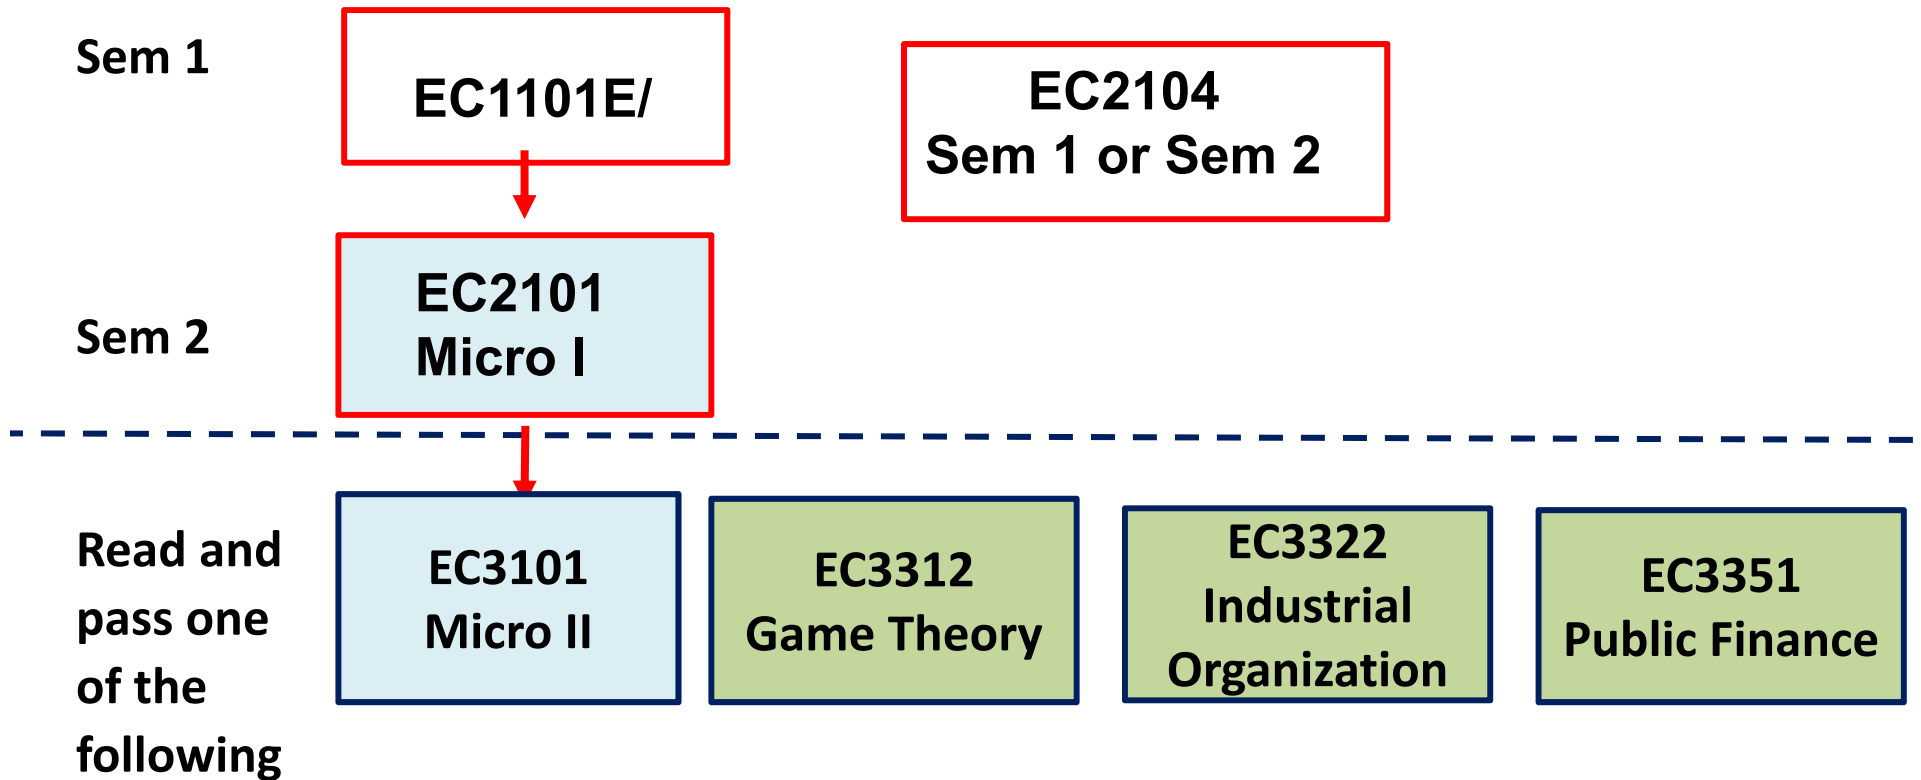 Sem 1
EC1101E/
EC2104
Sem 1 or Sem 2
Sem 2
EC2101
Micro I
Read and
pass one
of the
following
EC3101
Micro II
EC3312
Game Theory
EC3322
Industrial
Organization
EC3351
Public Finance